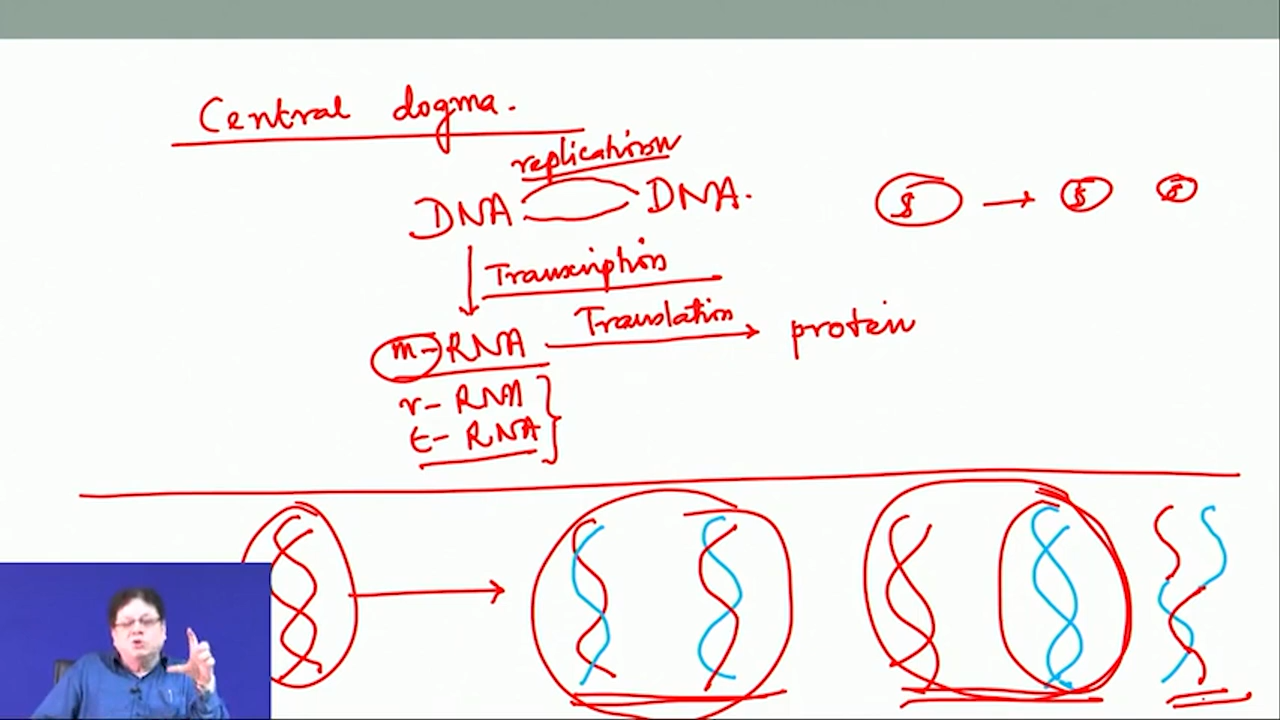 Central dogma.
replication
DNA DNA.
Transcription
Translation
m-RNA protein
r- RNA
t- RNA